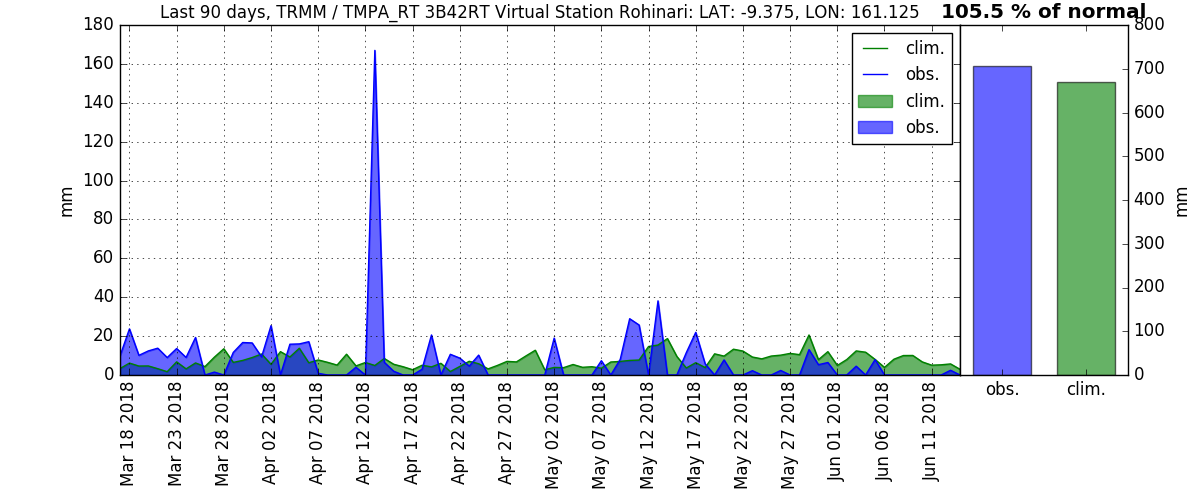 Last 90 days, TRMM / TMPA_RT 3B42RT Virtual Station Rohinari: LAT: -9.375, LON: 161.125
105.5 % of normal
180
160
140
120
100
80
60
40
20
0
mm
clim.
obs.
clim.
obs.
Mar 18 2018
Mar 23 2018
Mar 28 2018
Apr 02 2018
Apr 07 2018
Apr 12 2018
Apr 17 2018
Apr 22 2018
Apr 27 2018
May 02 2018
May 07 2018
May 12 2018
May 17 2018
May 22 2018
May 27 2018
Jun 01 2018
Jun 06 2018
Jun 11 2018
800
700
600
500
400
300
200
100
0
mm
obs.
clim.